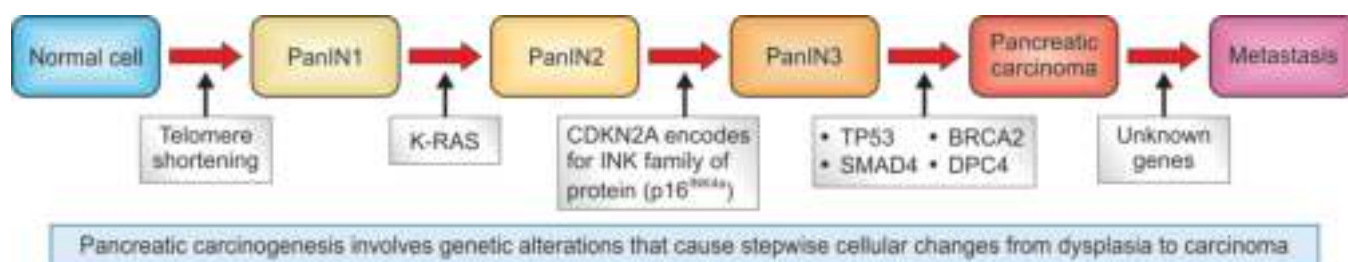 Normal cell
PanIN1
PanIN2
PanIN3
Pancreatic
carcinoma
Metastasis
Telomere
shortening
K-RAS
CDKN2A encodes
for INK family of
protein (p16INK4a)
• TP53 • BRCA2
• SMAD4 • DPC4
Unknown
genes
Pancreatic carcinogenesis involves genetic alterations that cause stepwise cellular changes from dysplasia to carcinoma